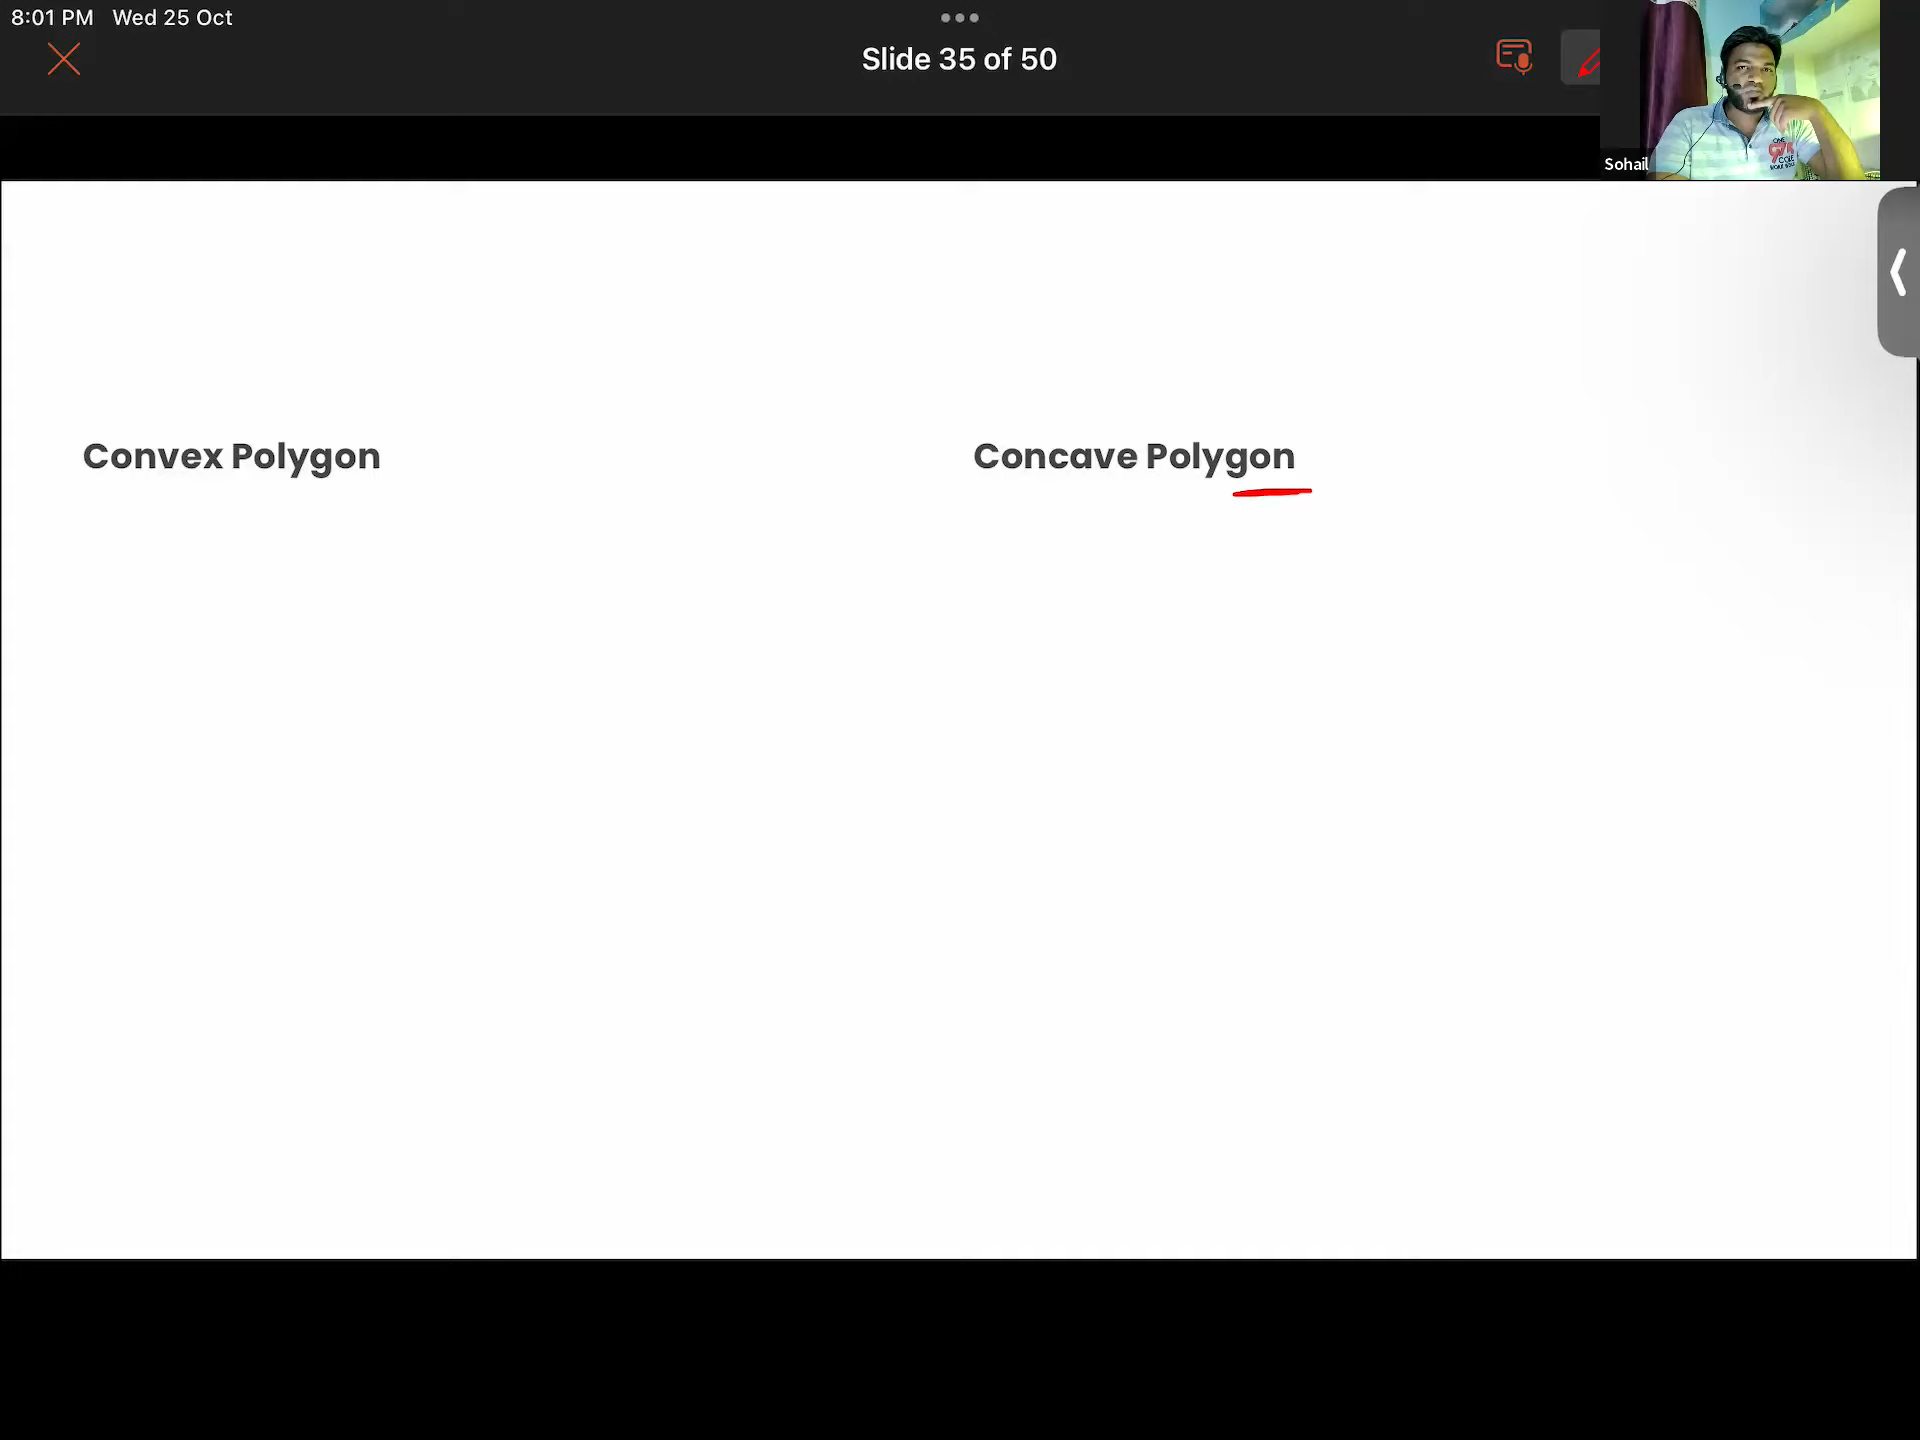 8:01 PM Wed 25 Oct
Slide 35 of 50
Sohail
Convex Polygon
Concave Polygon